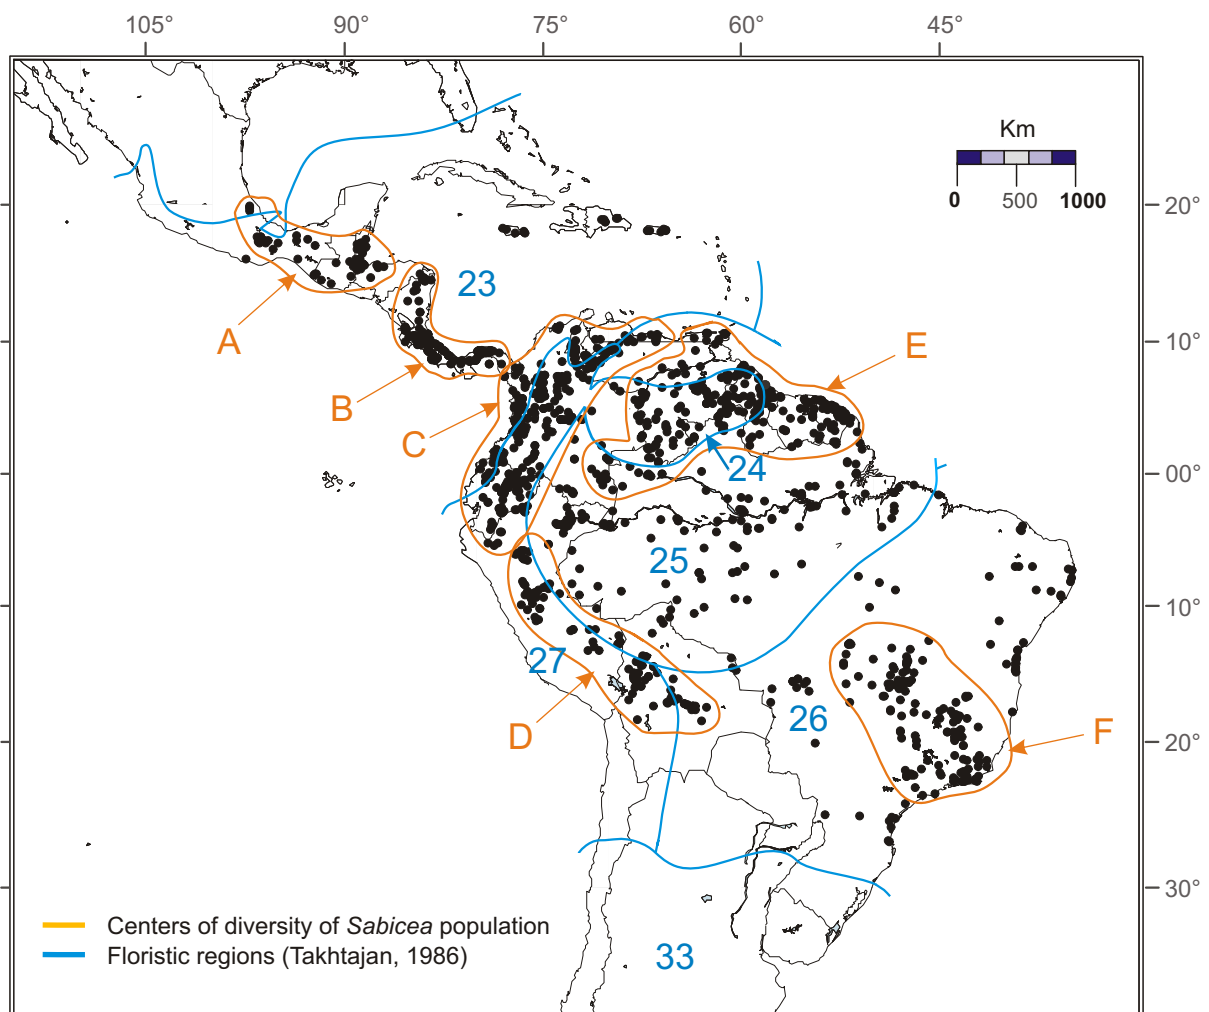 105° 90° 75° 60° 45°
Km
0 500 1000
20°
23
10°
A
E
B
C
24
00°
25
10°
27
26
D
F
20°
30°
Centers of diversity of Sabicea population
Floristic regions (Takhtajan, 1986)
33